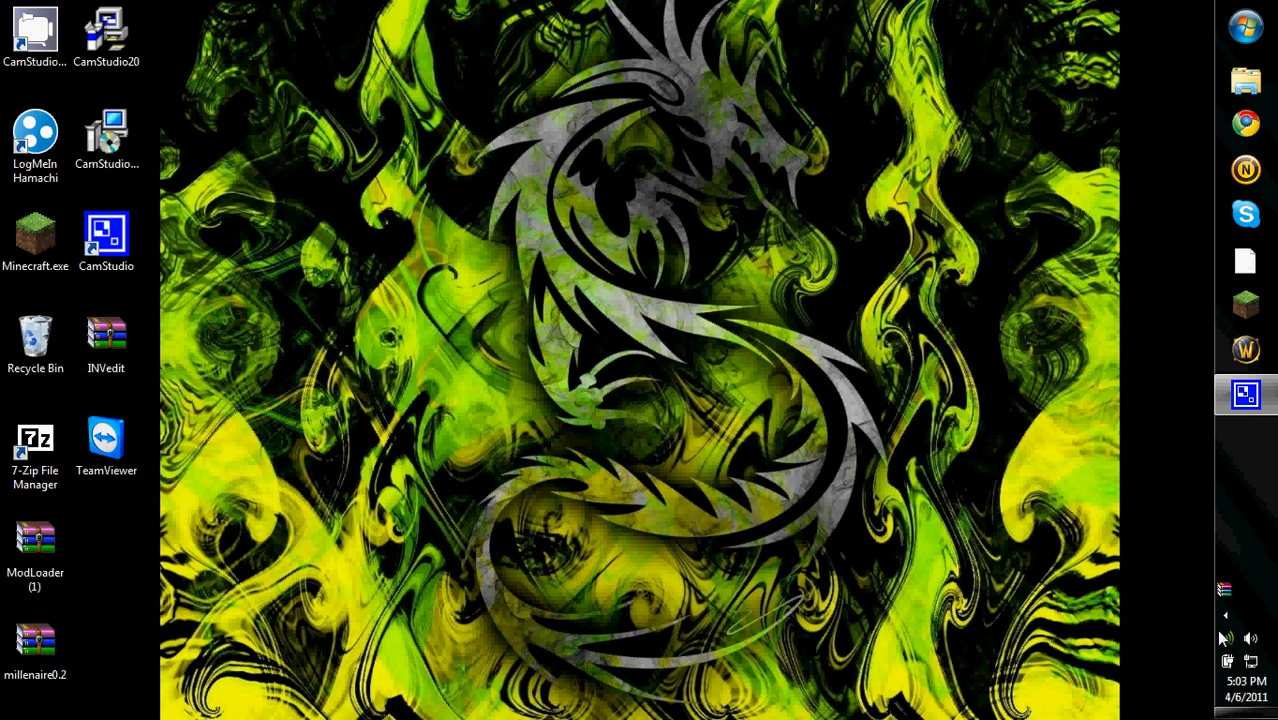 CamStudio...
CamStudio20
LogMeIn
Hamachi
CamStudio...
Minecraft.exe
CamStudio
Recycle Bin
INVedit
7-Zip File
Manager
TeamViewer
ModLoader
(1)
millenaire0.2
7z
N
S
W
5:03 PM
4/6/2011